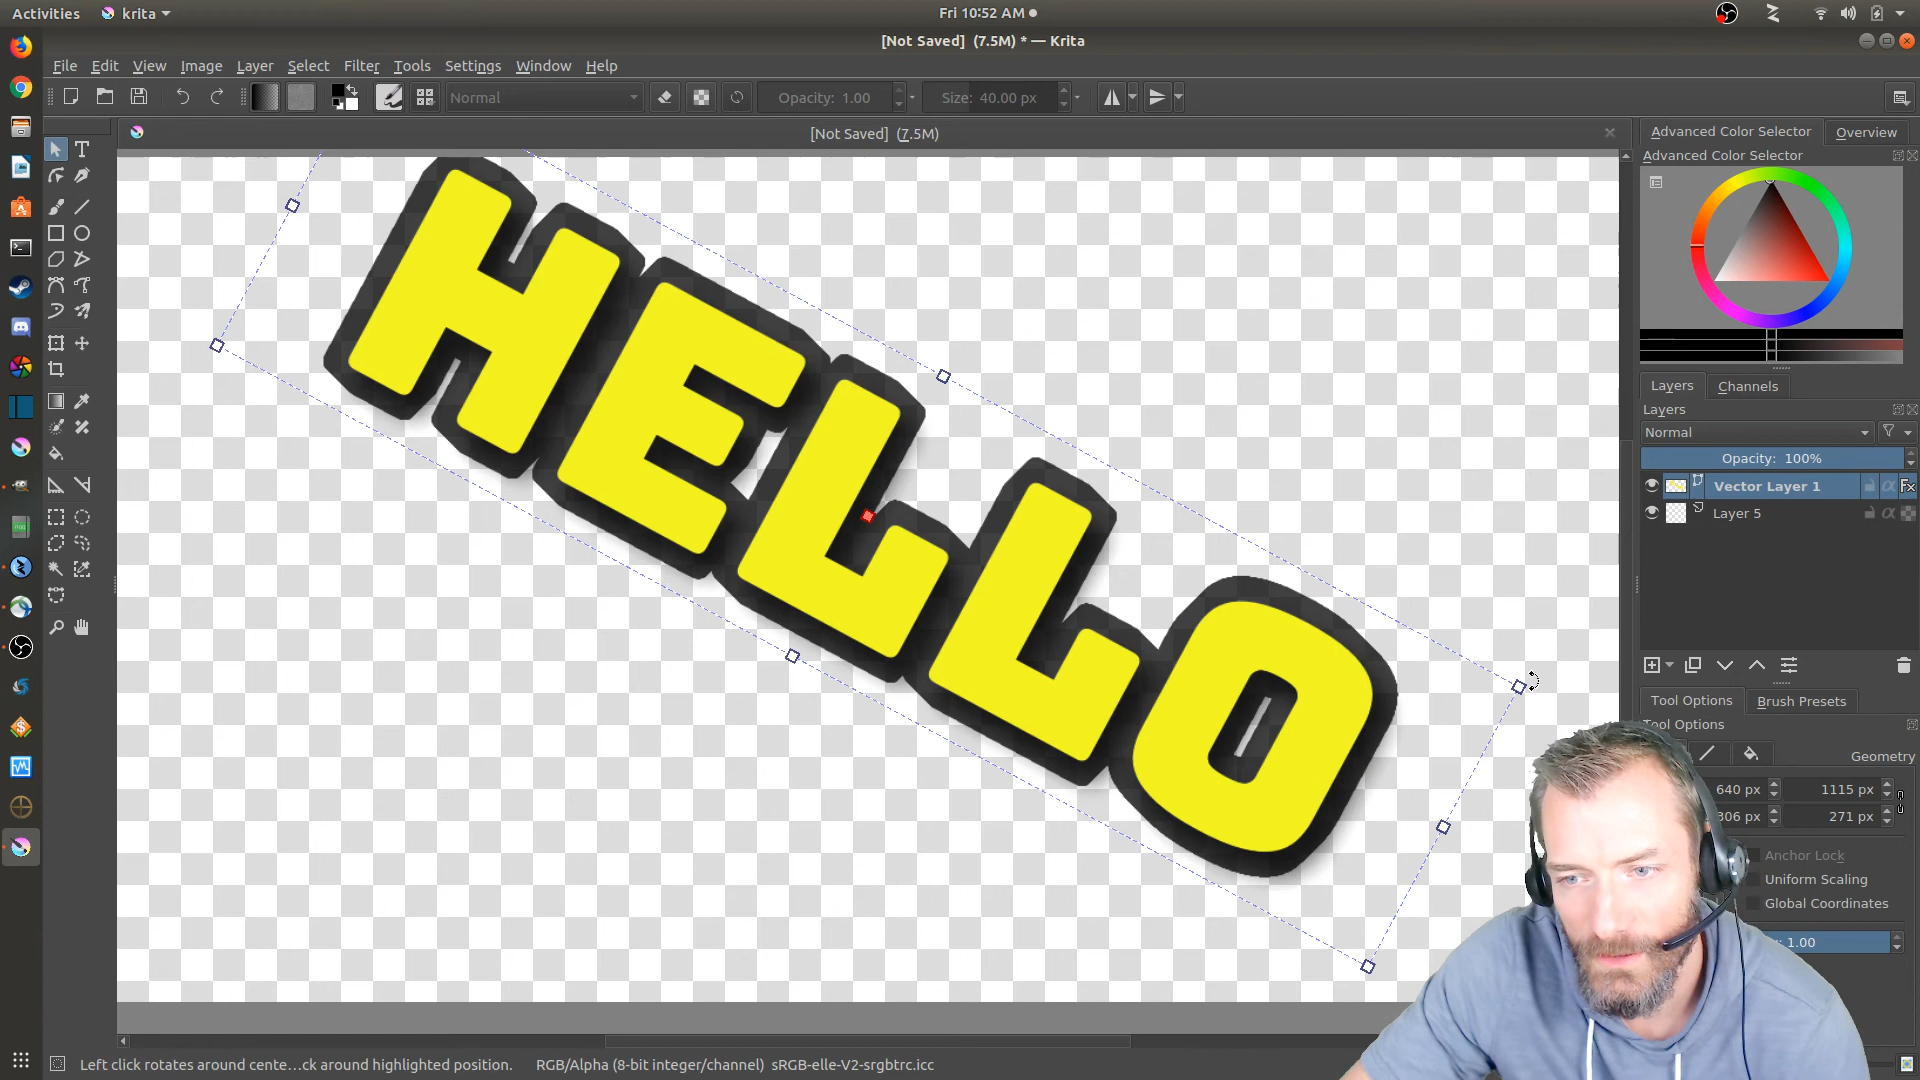 Activities krita Fri 10:52 AM
[Not Saved] (7.5M) * — Krita
File Edit View Image Layer Select Filter Tools Settings Window Help
Normal Opacity: 1.00 Size: 40.00 px
[Not Saved] (7.5M)
Advanced Color Selector Overview
Advanced Color Selector
HELLO
Layers Channels
Layers
Normal
Opacity: 100%
Vector Layer 1
Layer 5
Tool Options Brush Presets
Tool Options
Geometry
640 px 1115 px
306 px 271 px
Anchor Lock
Uniform Scaling
Global Coordinates
1.00
Left click rotates around cente...ck around highlighted position. RGB/Alpha (8-bit integer/channel) sRGB-elle-V2-srgbtrc.icc